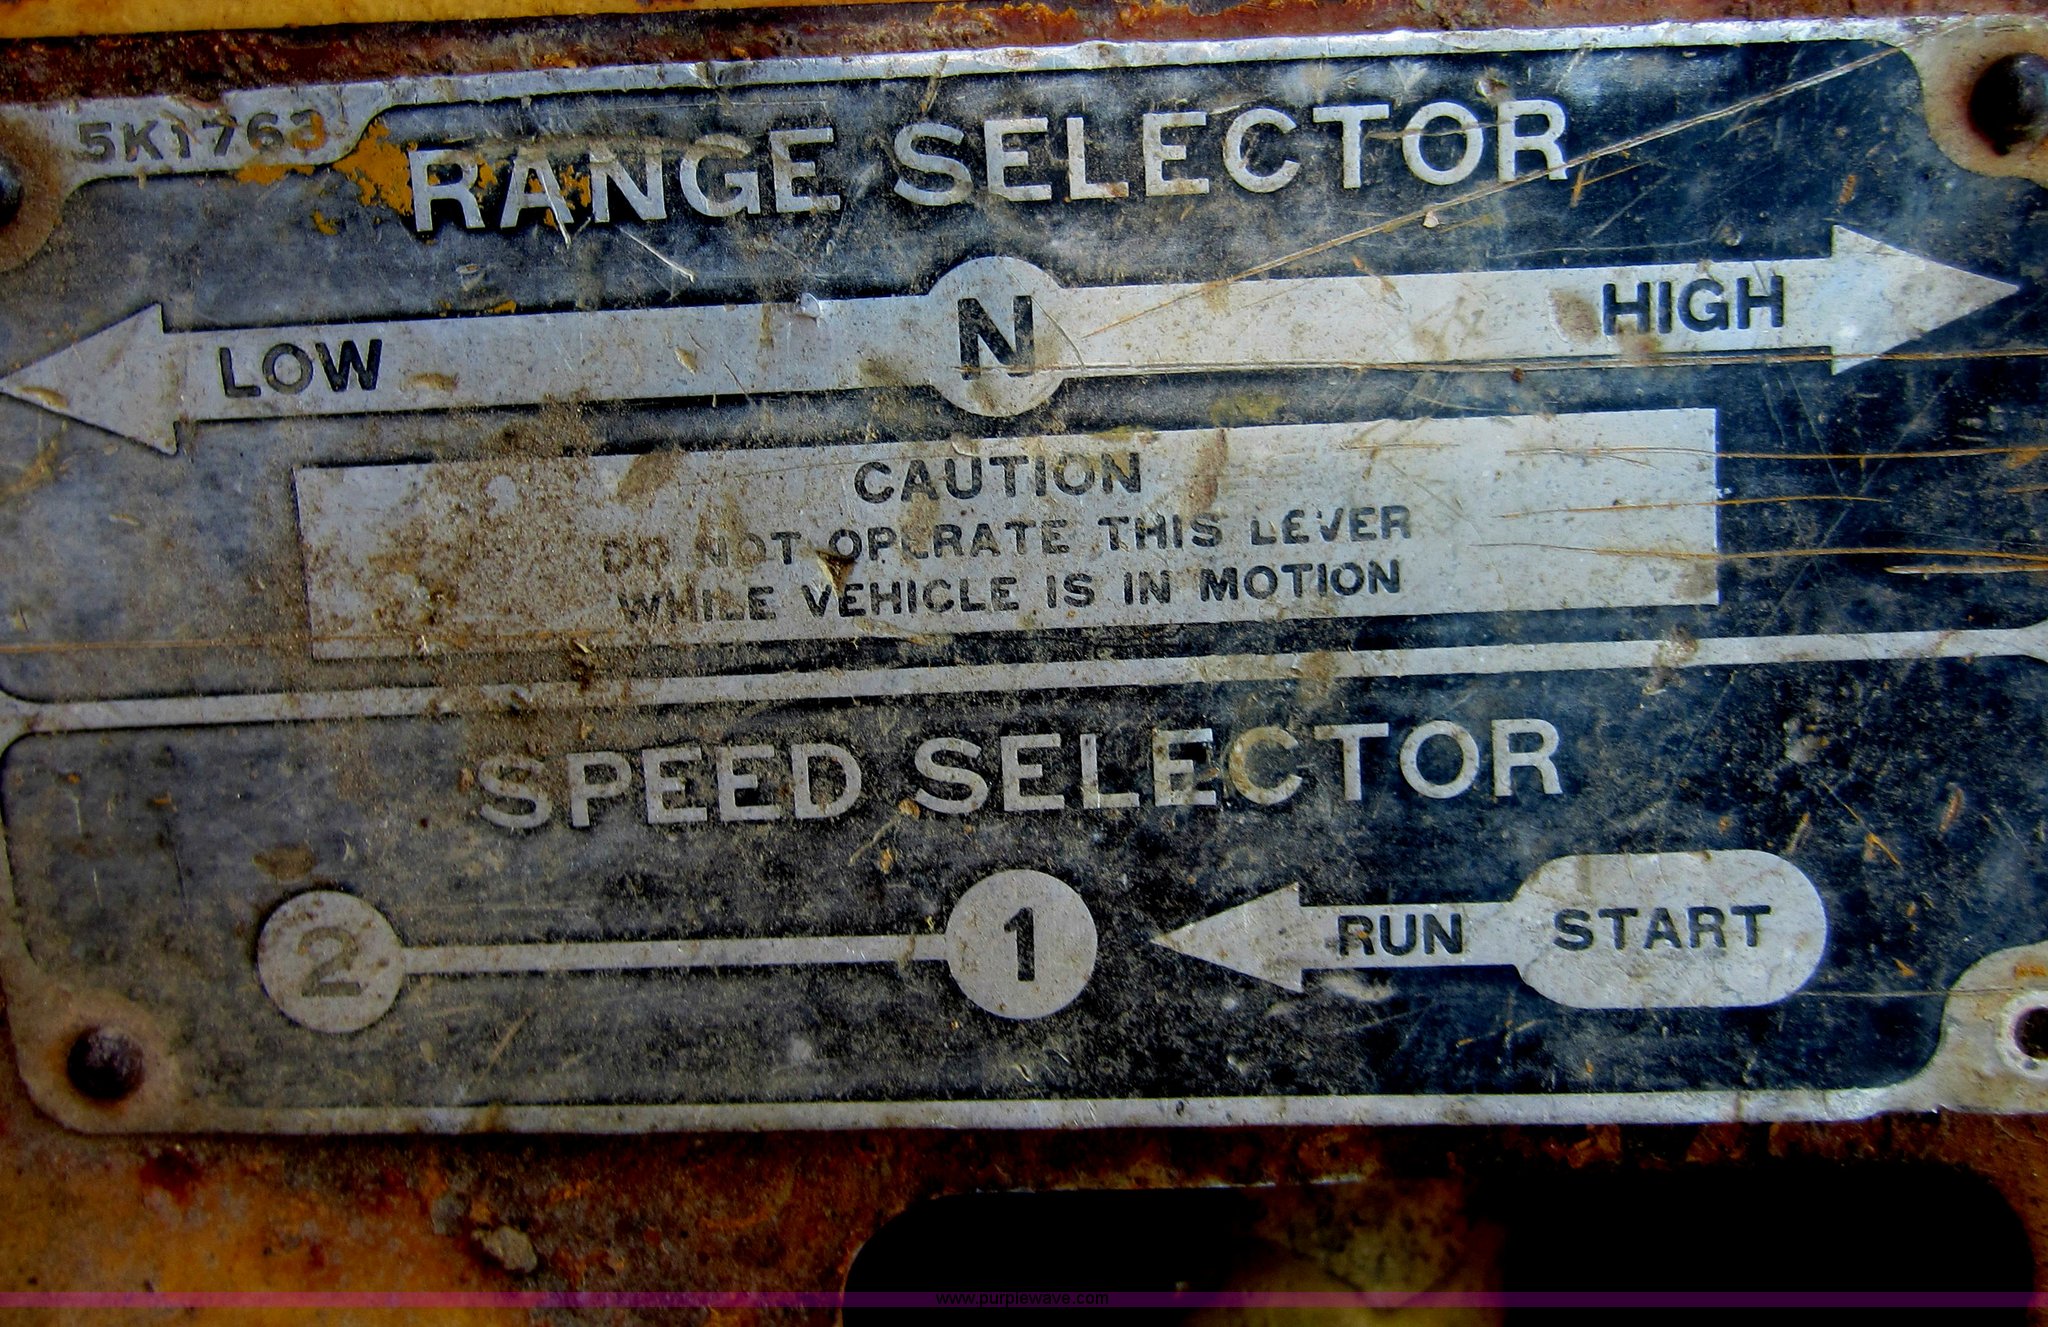 5K1763
RANGE SELECTOR
LOW N HIGH
CAUTION
DO NOT OPERATE THIS LEVER
WHILE VEHICLE IS IN MOTION
SPEED SELECTOR
2 1 RUN START
www.purplewave.com